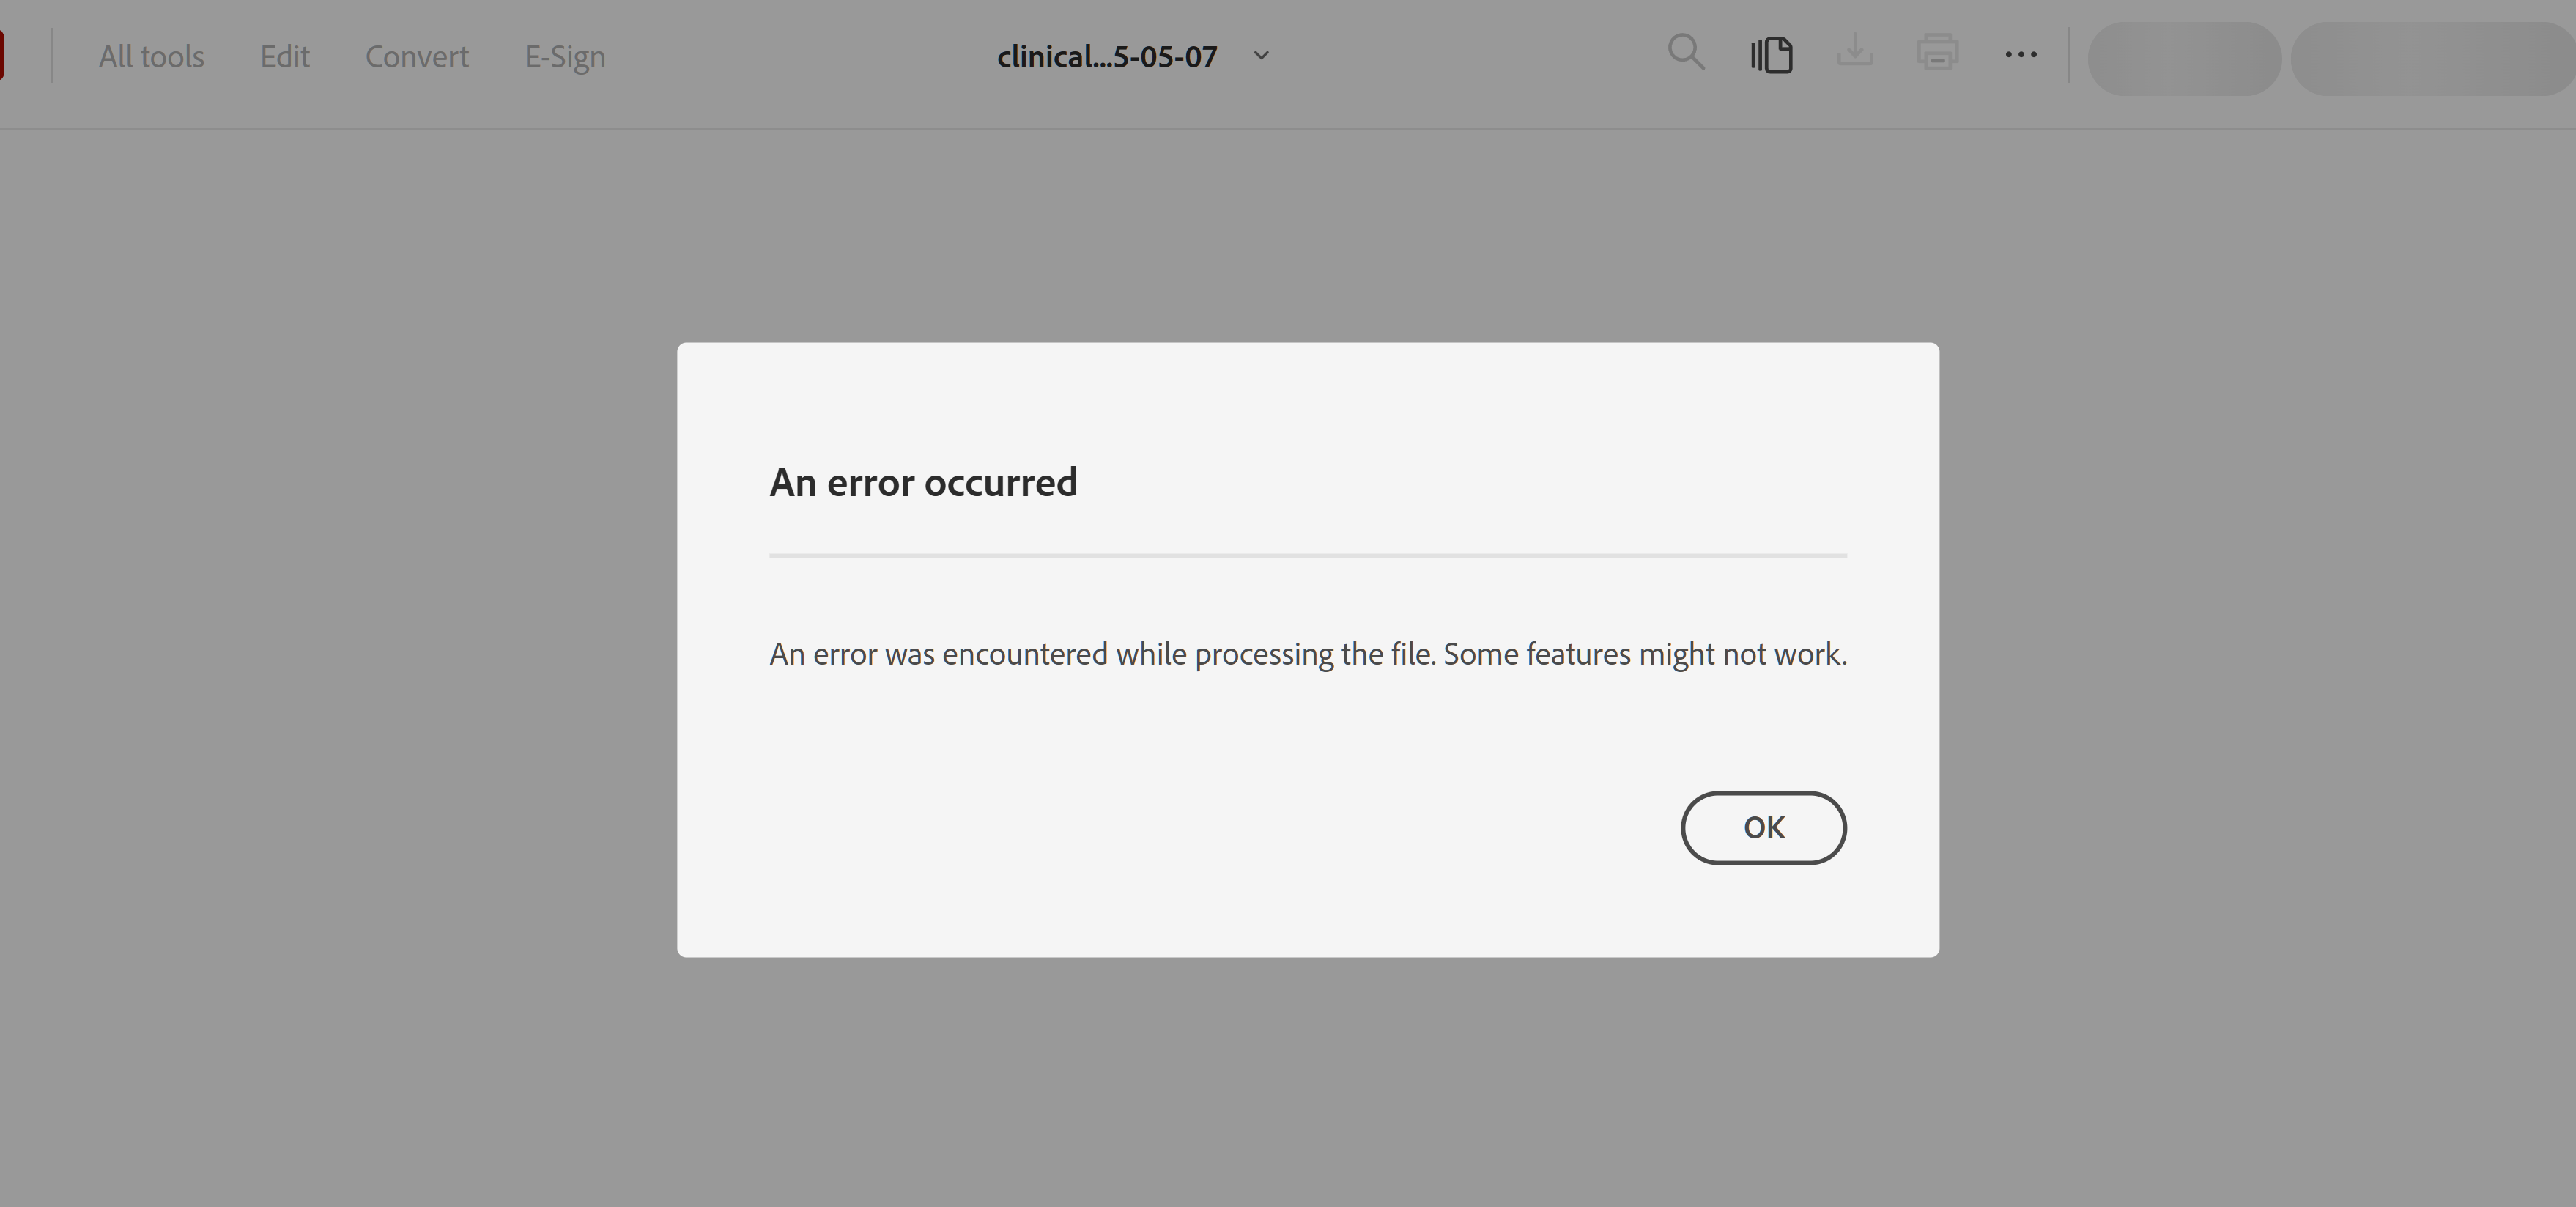 All tools Edit Convert E-Sign clinical...5-05-07
An error occurred
An error was encountered while processing the file. Some features might not work.
OK